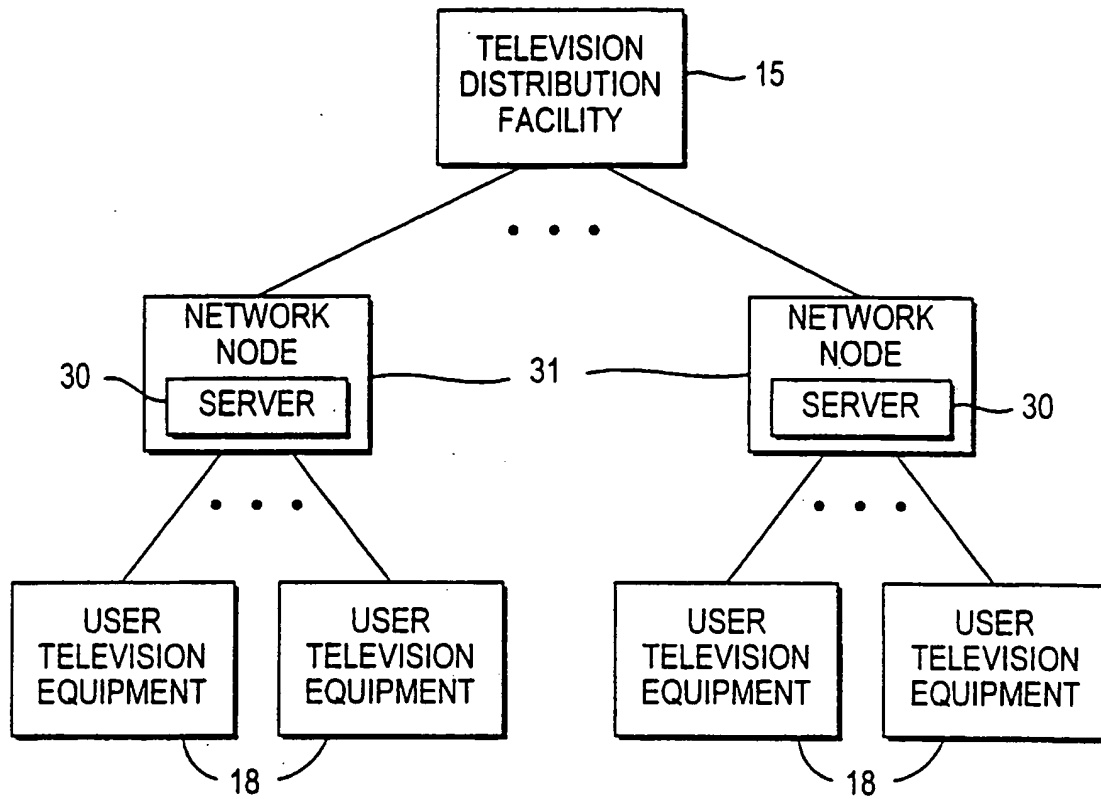 TELEVISION
DISTRIBUTION
FACILITY
15
NETWORK
NODE
30
SERVER
31
NETWORK
NODE
SERVER
30
USER
TELEVISION
EQUIPMENT
USER
TELEVISION
EQUIPMENT
USER
TELEVISION
EQUIPMENT
USER
TELEVISION
EQUIPMENT
18
18